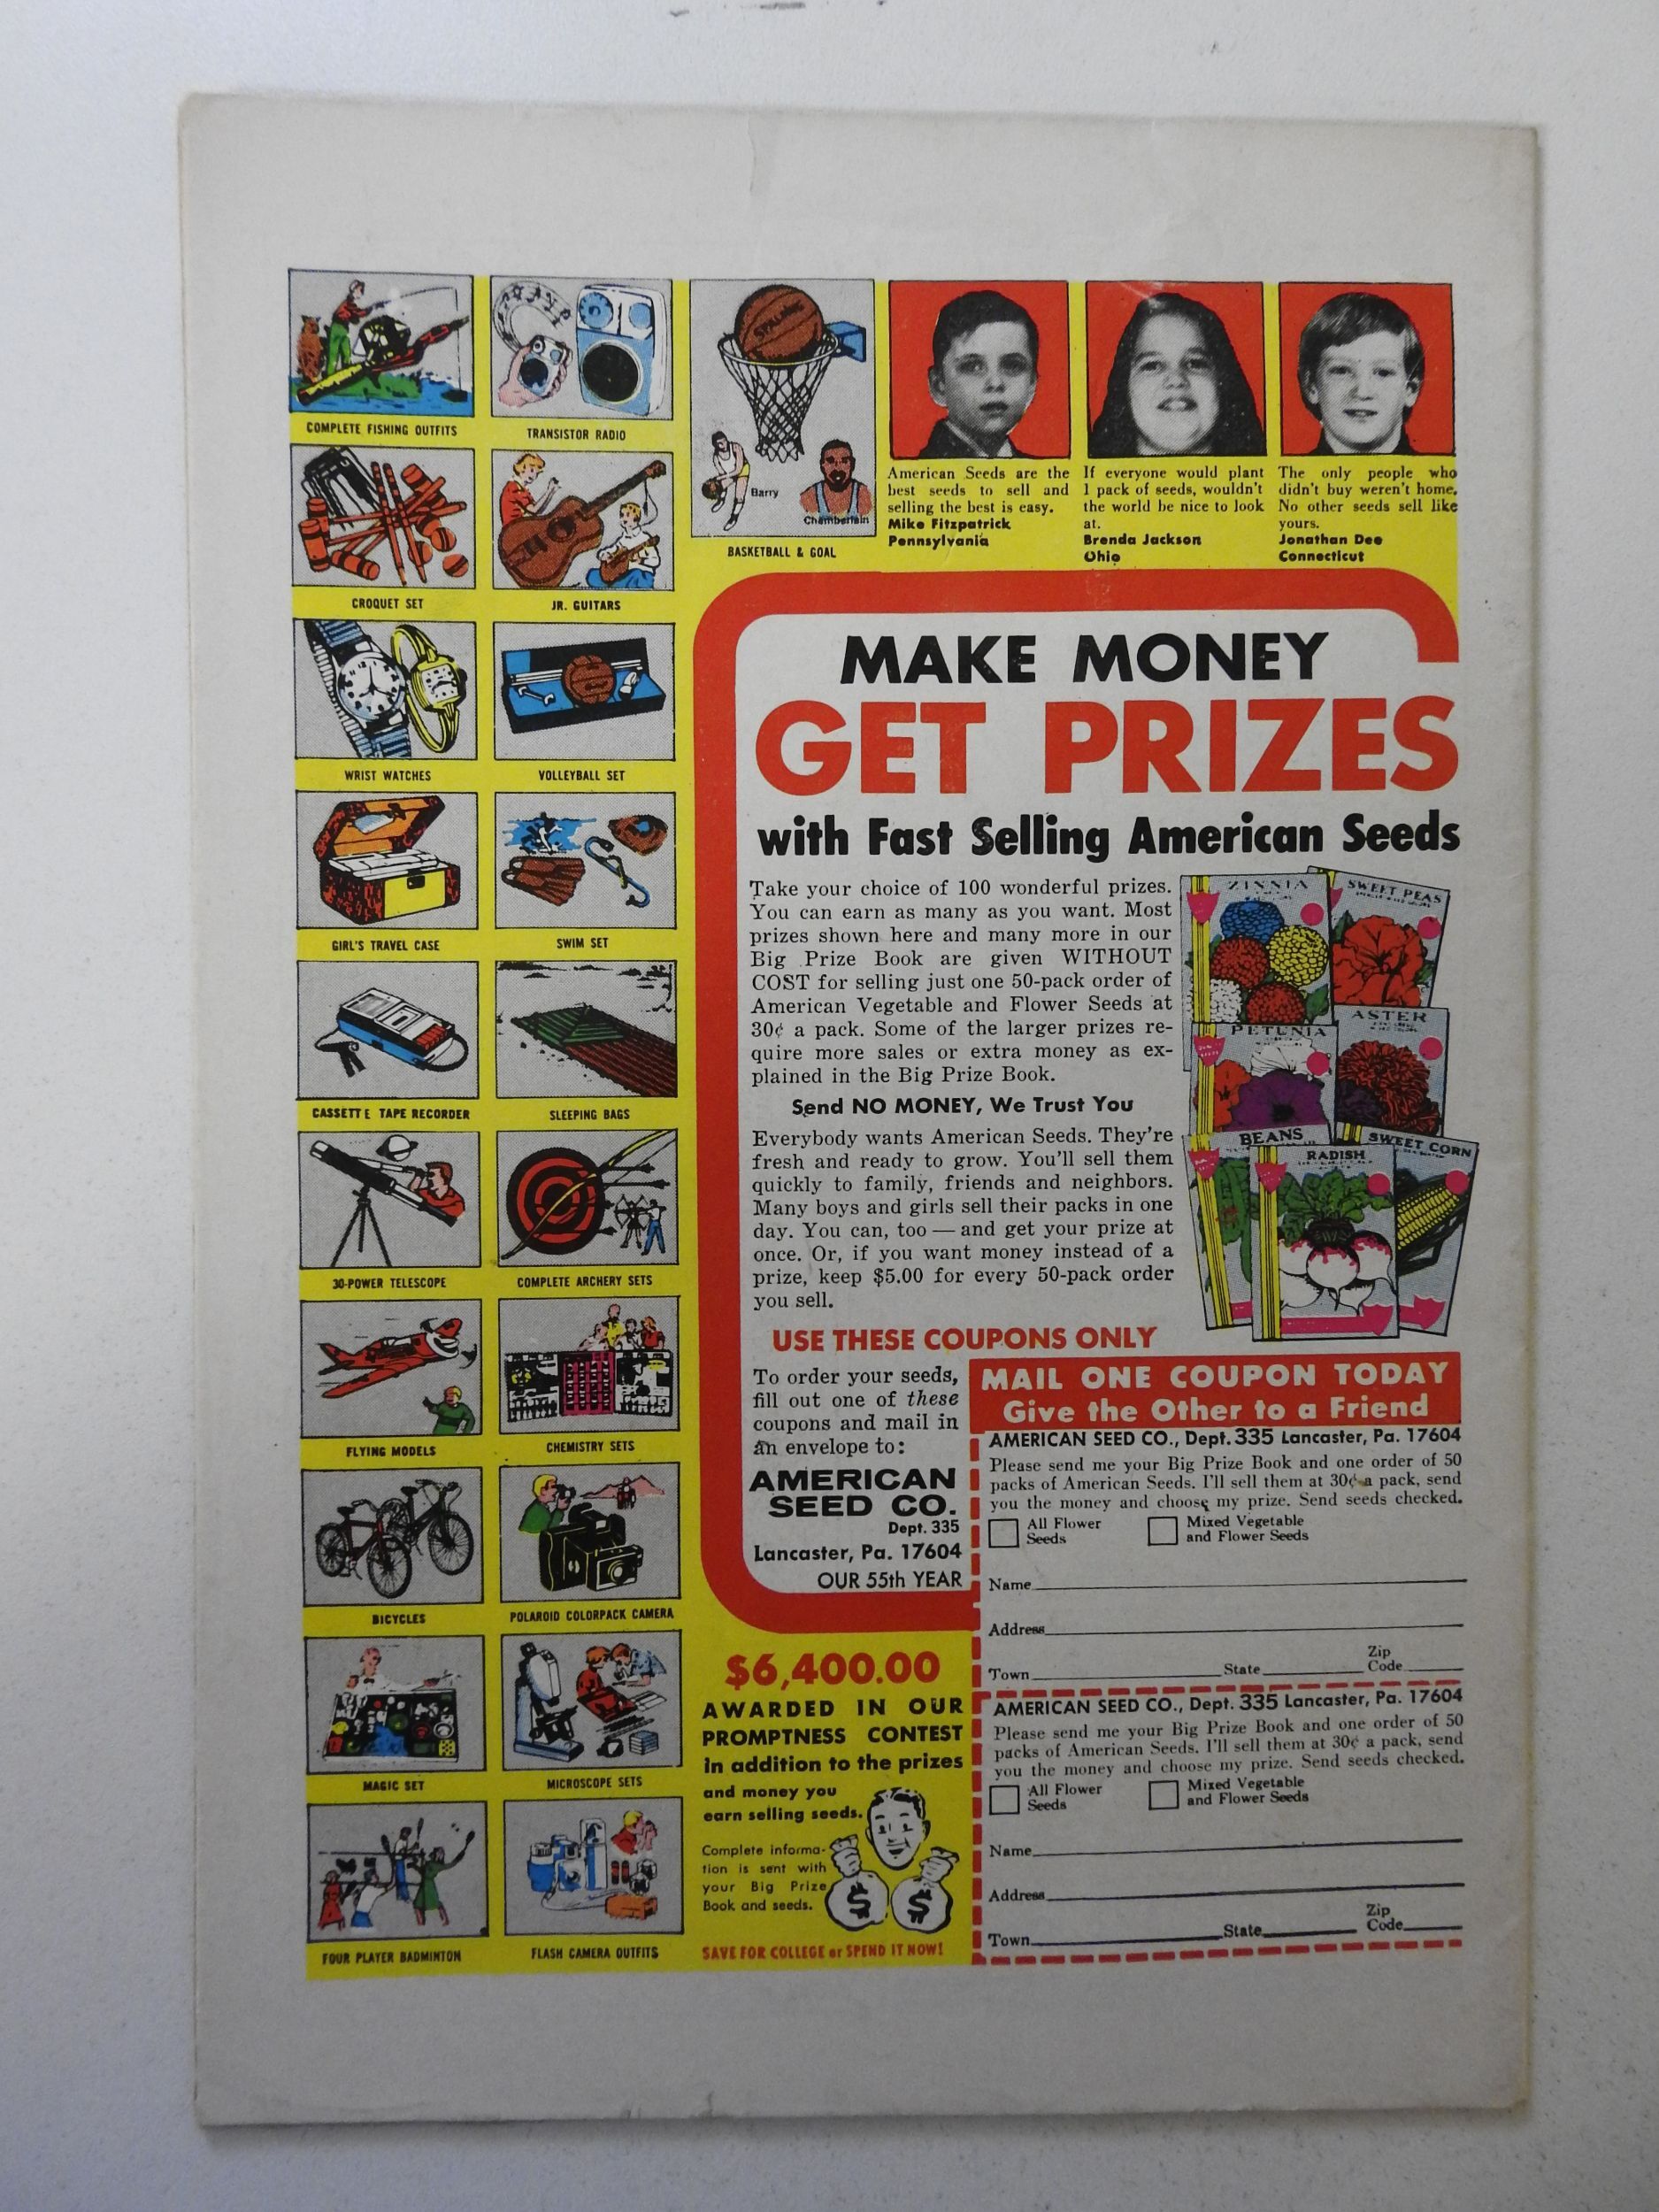 COMPLETE FISHING OUTFITS
TRANSISTOR RADIO
SPALDING
Barry
Chamberlain
BASKETBALL & GOAL
CROQUET SET
JR. GUITARS
WRIST WATCHES
VOLLEYBALL SET
GIRL'S TRAVEL CASE
SWIM SET
CASSETTE TAPE RECORDER
SLEEPING BAGS
30-POWER TELESCOPE
COMPLETE ARCHERY SETS
FLYING MODELS
CHEMISTRY SETS
BICYCLES
POLAROID COLORPACK CAMERA
MAGIC SET
MICROSCOPE SETS
FOUR PLAYER BADMINTON
FLASH CAMERA OUTFITS
American Seeds are the
best seeds to sell and
selling the best is easy.
Mike Fitzpatrick
Pennsylvania
If everyone would plant
1 pack of seeds, wouldn't
the world be nice to look
at.
Brenda Jackson
Ohio
The only people who
didn't buy weren't home.
No other seeds sell like
yours.
Jonathan Dee
Connecticut
MAKE MONEY
GET PRIZES
with Fast Selling American Seeds
Take your choice of 100 wonderful prizes.
You can earn as many as you want. Most
prizes shown here and many more in our
Big Prize Book are given WITHOUT
COST for selling just one 50-pack order of
American Vegetable and Flower Seeds at
30¢ a pack. Some of the larger prizes re-
quire more sales or extra money as ex-
plained in the Big Prize Book.
Send NO MONEY, We Trust You
Everybody wants American Seeds. They're
fresh and ready to grow. You'll sell them
quickly to family, friends and neighbors.
Many boys and girls sell their packs in one
day. You can, too — and get your prize at
once. Or, if you want money instead of a
prize, keep $5.00 for every 50-pack order
you sell.
ZINNIA
SWEET PEAS
PETUNIA
ASTER
BEANS
SWEET CORN
RADISH
USE THESE COUPONS ONLY
To order your seeds,
fill out one of these
coupons and mail in
an envelope to:
AMERICAN
SEED CO.
Dept. 335
Lancaster, Pa. 17604
OUR 55th YEAR
MAIL ONE COUPON TODAY
Give the Other to a Friend
AMERICAN SEED CO., Dept. 335 Lancaster, Pa. 17604
Please send me your Big Prize Book and one order of 50
packs of American Seeds. I'll sell them at 30¢ a pack, send
you the money and choose my prize. Send seeds checked.
All Flower Seeds
Mixed Vegetable and Flower Seeds
Name
Address
Town State Zip Code
AMERICAN SEED CO., Dept. 335 Lancaster, Pa. 17604
Please send me your Big Prize Book and one order of 50
packs of American Seeds. I'll sell them at 30¢ a pack, send
you the money and choose my prize. Send seeds checked.
All Flower Seeds
Mixed Vegetable and Flower Seeds
Name
Address
Town State Zip Code
$6,400.00
AWARDED IN OUR
PROMPTNESS CONTEST
in addition to the prizes
and money you
earn selling seeds.
Complete informa-
tion is sent with
your Big Prize
Book and seeds.
$ $
SAVE FOR COLLEGE or SPEND IT NOW!